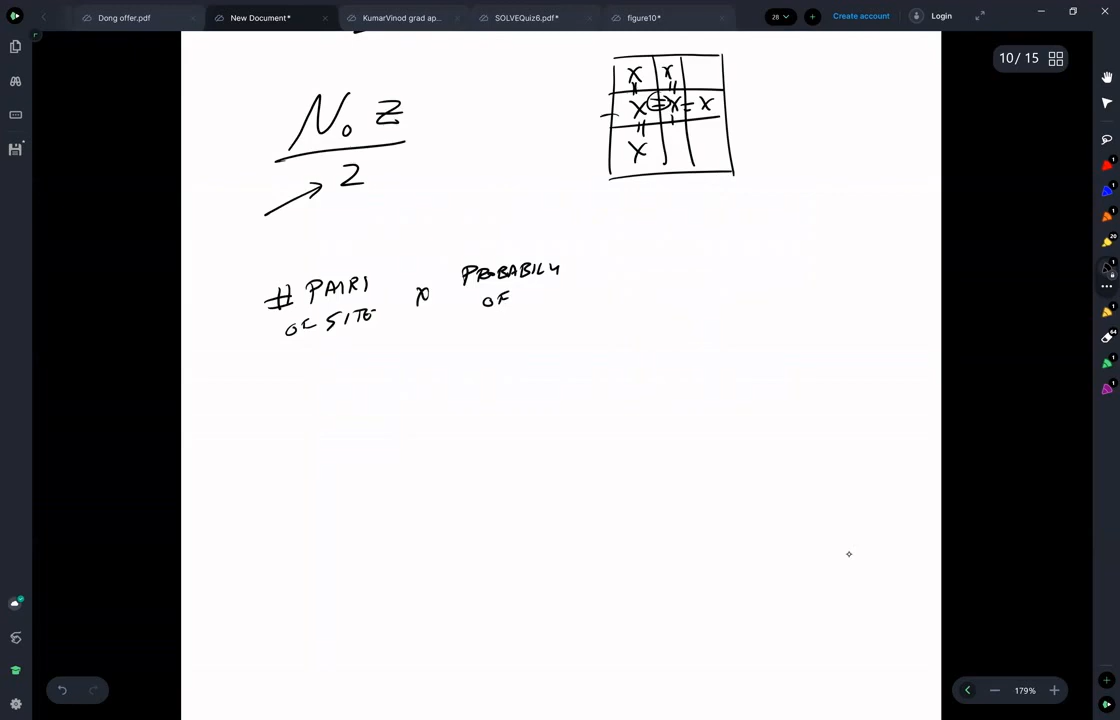 Dong offer.pdf
New Document*
KumarVinod grad ap...
SOLVEQuiz6.pdf*
figure10*
28
Create account
Login
10 / 15
N₀ Z
2
X X
X = X = X
X
# PAIRS X PROBABILY
OF SITE OF
179%